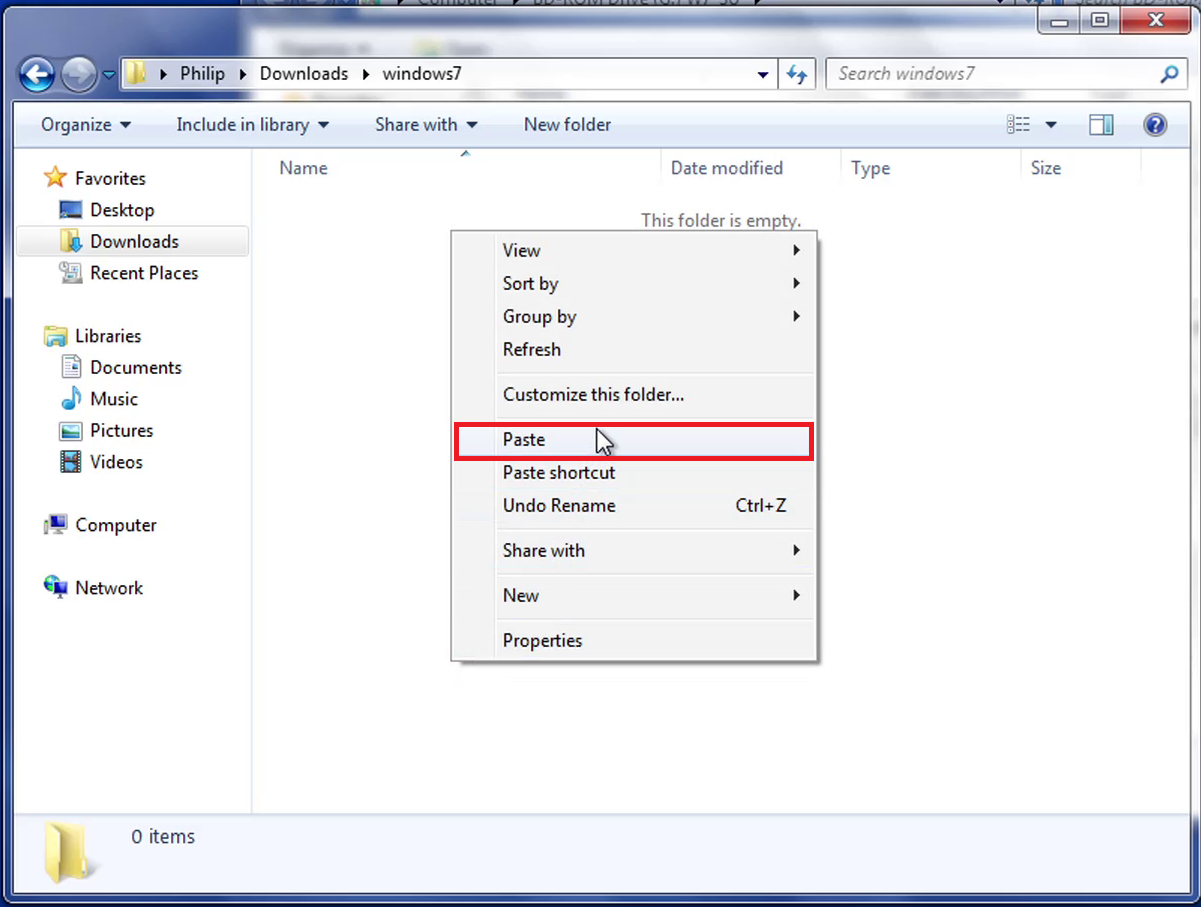 Computer
Philip Downloads windows7
Search windows7
Organize
Include in library
Share with
New folder
Name
Date modified
Type
Size
Favorites
Desktop
Downloads
Recent Places
Libraries
Documents
Music
Pictures
Videos
Computer
Network
This folder is empty.
View
Sort by
Group by
Refresh
Customize this folder...
Paste
Paste shortcut
Undo Rename Ctrl+Z
Share with
New
Properties
0 items